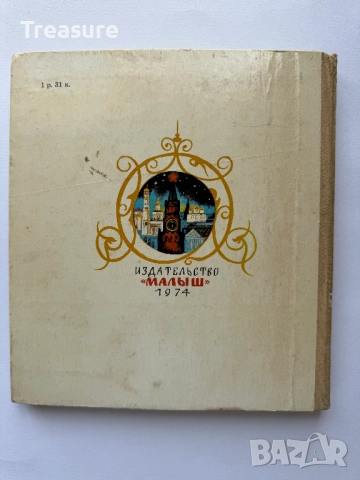 Treasure
1 р. 31 к.
ИЗДАТЕЛЬСТВО
«МАЛЫШ»
1974
BAZAR
bg